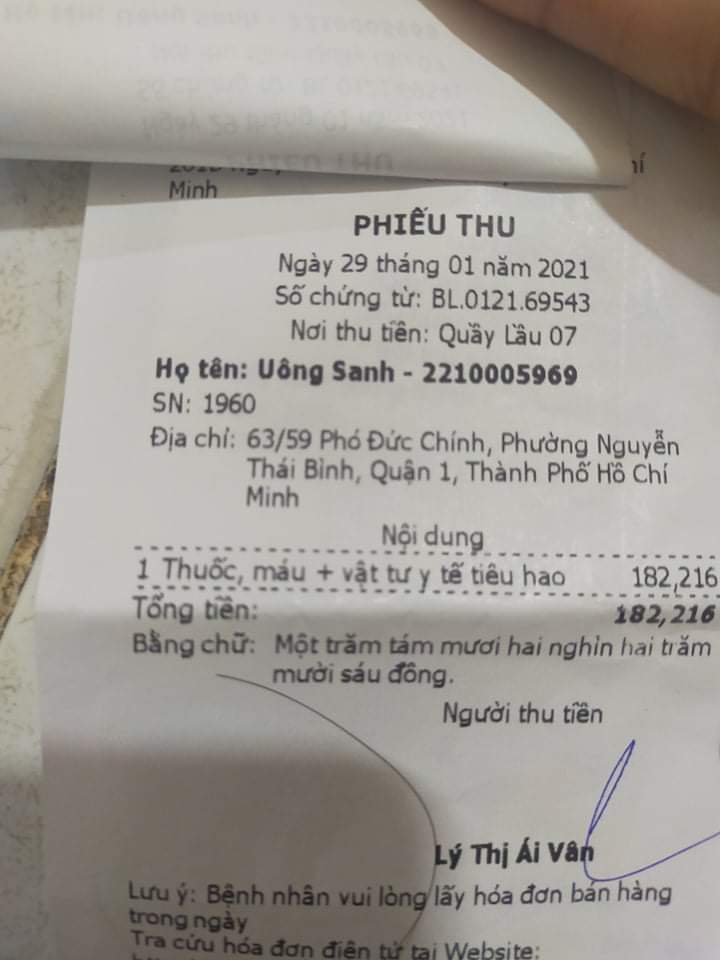 Minh
PHIẾU THU
Ngày 29 tháng 01 năm 2021
Số chứng từ: BL.0121.69543
Nơi thu tiền: Quầy Lầu 07
Họ tên: Uông Sanh - 2210005969
SN: 1960
Địa chỉ: 63/59 Phó Đức Chính, Phường Nguyễn
Thái Bình, Quận 1, Thành Phố Hồ Chí
Minh
Nội dung
1 Thuốc, máu + vật tư y tế tiêu hao 182,216
Tổng tiền: 182,216
Bằng chữ: Một trăm tám mươi hai nghìn hai trăm
mười sáu đồng.
Người thu tiền
Lý Thị Ái Vân
Lưu ý: Bệnh nhân vui lòng lấy hóa đơn bán hàng
trong ngày
Tra cứu hóa đơn điện tử tại Website: